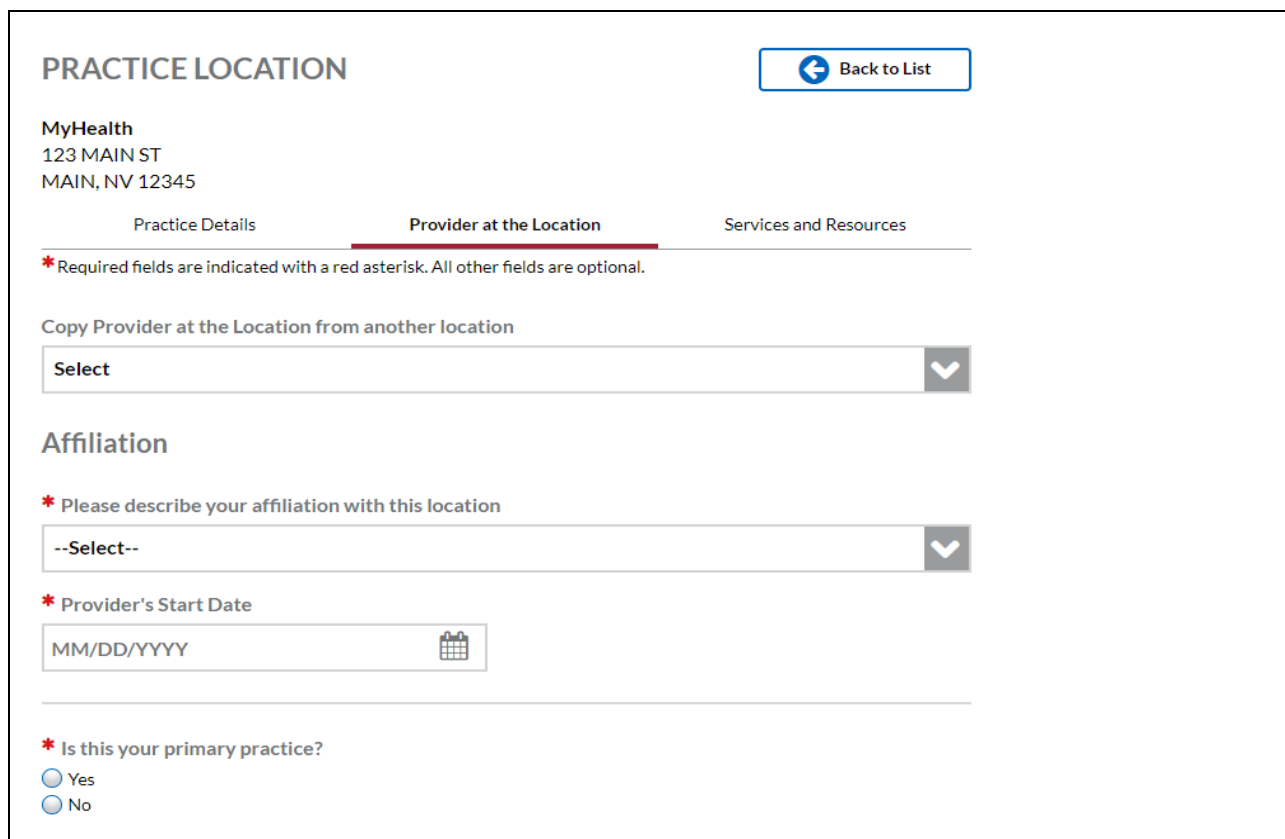 PRACTICE LOCATION
Back to List
MyHealth
123 MAIN ST
MAIN, NV 12345
Practice Details
Provider at the Location
Services and Resources
*Required fields are indicated with a red asterisk. All other fields are optional.
Copy Provider at the Location from another location
Select
Affiliation
* Please describe your affiliation with this location
--Select--
* Provider's Start Date
MM/DD/YYYY
* Is this your primary practice?
Yes
No